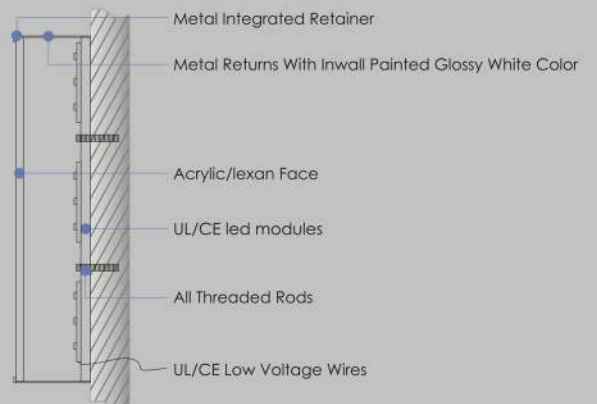 Metal Integrated Retainer
Metal Returns With Inwall Painted Glossy White Color
Acrylic/lexan Face
UL/CE led modules
All Threaded Rods
UL/CE Low Voltage Wires